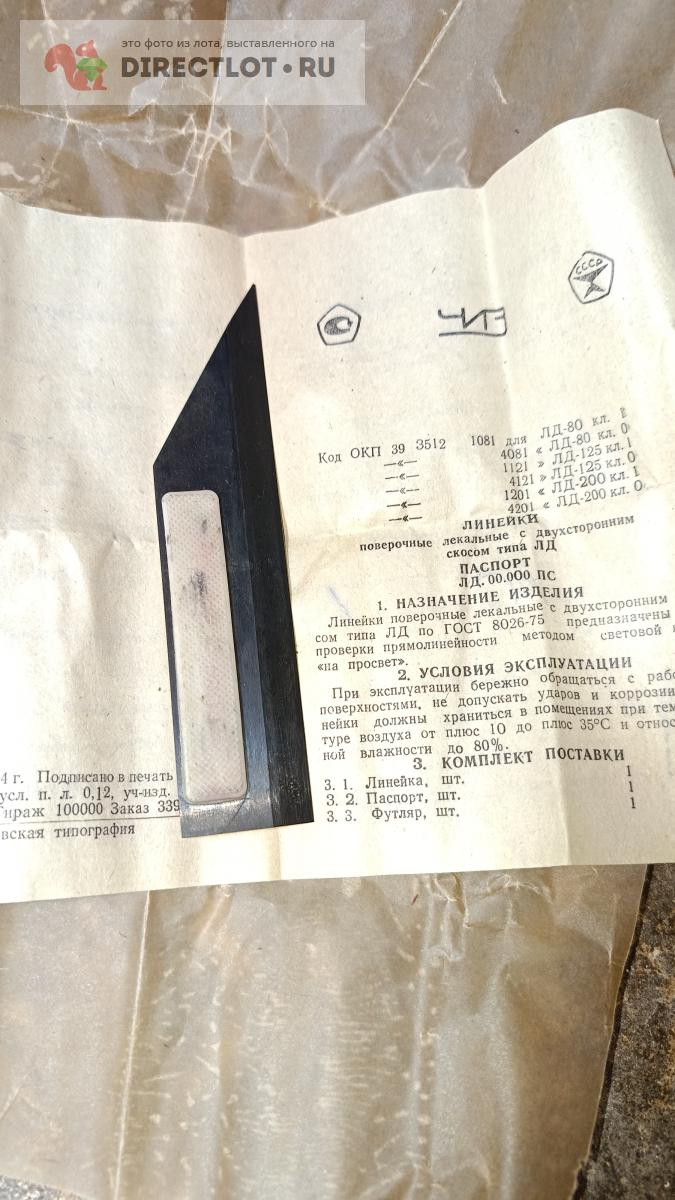 это фото из лота, выставленного на
DIRECTLOT•RU
СССР
ЧИЗ
Код ОКП 39 3512 1081 для ЛД-80 кл. 1
—«— 4081 « ЛД-80 кл. 0
—«— 1121 » ЛД-125 кл. 1
—«— 4121 » ЛД-125 кл. 0
—«— 1201 « ЛД-200 кл. 1
—«— 4201 « ЛД-200 кл. 0
ЛИНЕЙКИ
поверочные лекальные с двухсторонним
скосом типа ЛД
ПАСПОРТ
ЛД. 00.000 ПС
1. НАЗНАЧЕНИЕ ИЗДЕЛИЯ
Линейки поверочные лекальные с двухсторонним
сом типа ЛД по ГОСТ 8026-75 предназначены
проверки прямолинейности методом световой
«на просвет».
2. УСЛОВИЯ ЭКСПЛУАТАЦИИ
При эксплуатации бережно обращаться с рабо
поверхностями, не допускать ударов и коррозии
нейки должны храниться в помещениях при тем
туре воздуха от плюс 10 до плюс 35°С и относ
ной влажности до 80%.
3. КОМПЛЕКТ ПОСТАВКИ
3. 1. Линейка, шт. 1
3. 2. Паспорт, шт. 1
3. 3. Футляр, шт. 1
4 г. Подписано в печать
усл. п. л. 0,12, уч-изд.
Тираж 100000 Заказ 339
вская типография